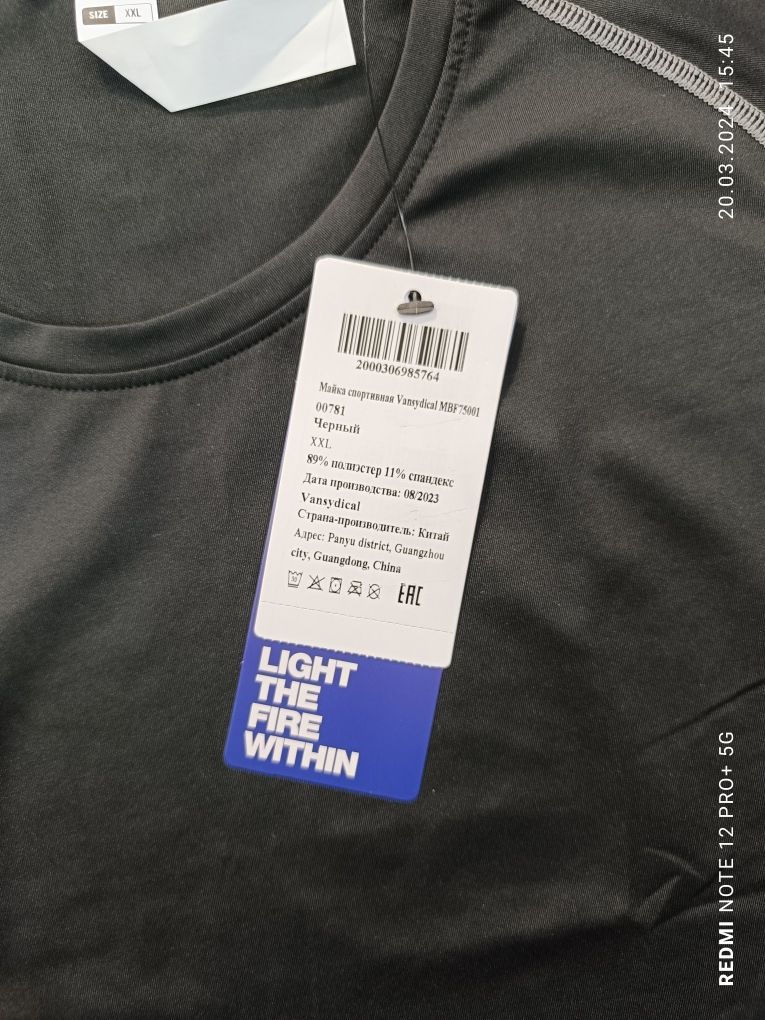 SIZE XXL
2000306985764
Майка спортивная Vansydical MBF75001
00781
Черный
XXL
89% полиэстер 11% спандекс
Дата производства: 08/2023
Vansydical
Страна-производитель: Китай
Адрес: Panyu district, Guangzhou
city, Guangdong, China
30
EAC
LIGHT
THE
FIRE
WITHIN
20.03.2024 15:45
REDMI NOTE 12 PRO+ 5G